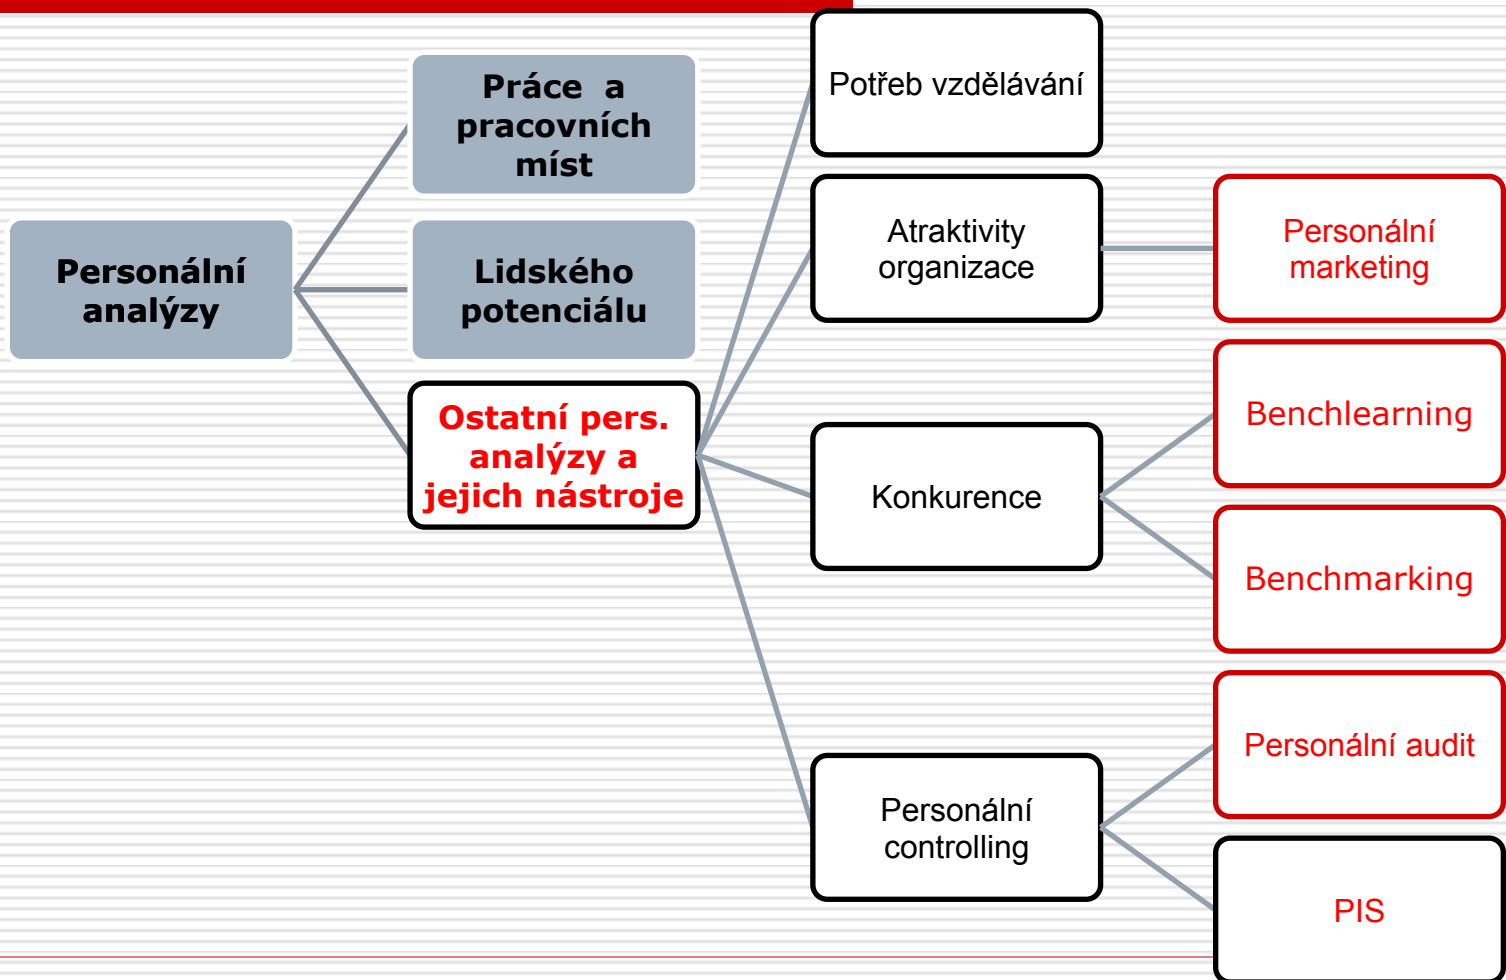 Personální
analýzy
Práce a
pracovních
míst
Lidského
potenciálu
Ostatní pers.
analýzy a
jejich nástroje
Potřeb vzdělávání
Atraktivity
organizace
Konkurence
Personální
controlling
Personální
marketing
Benchlearning
Benchmarking
Personální audit
PIS